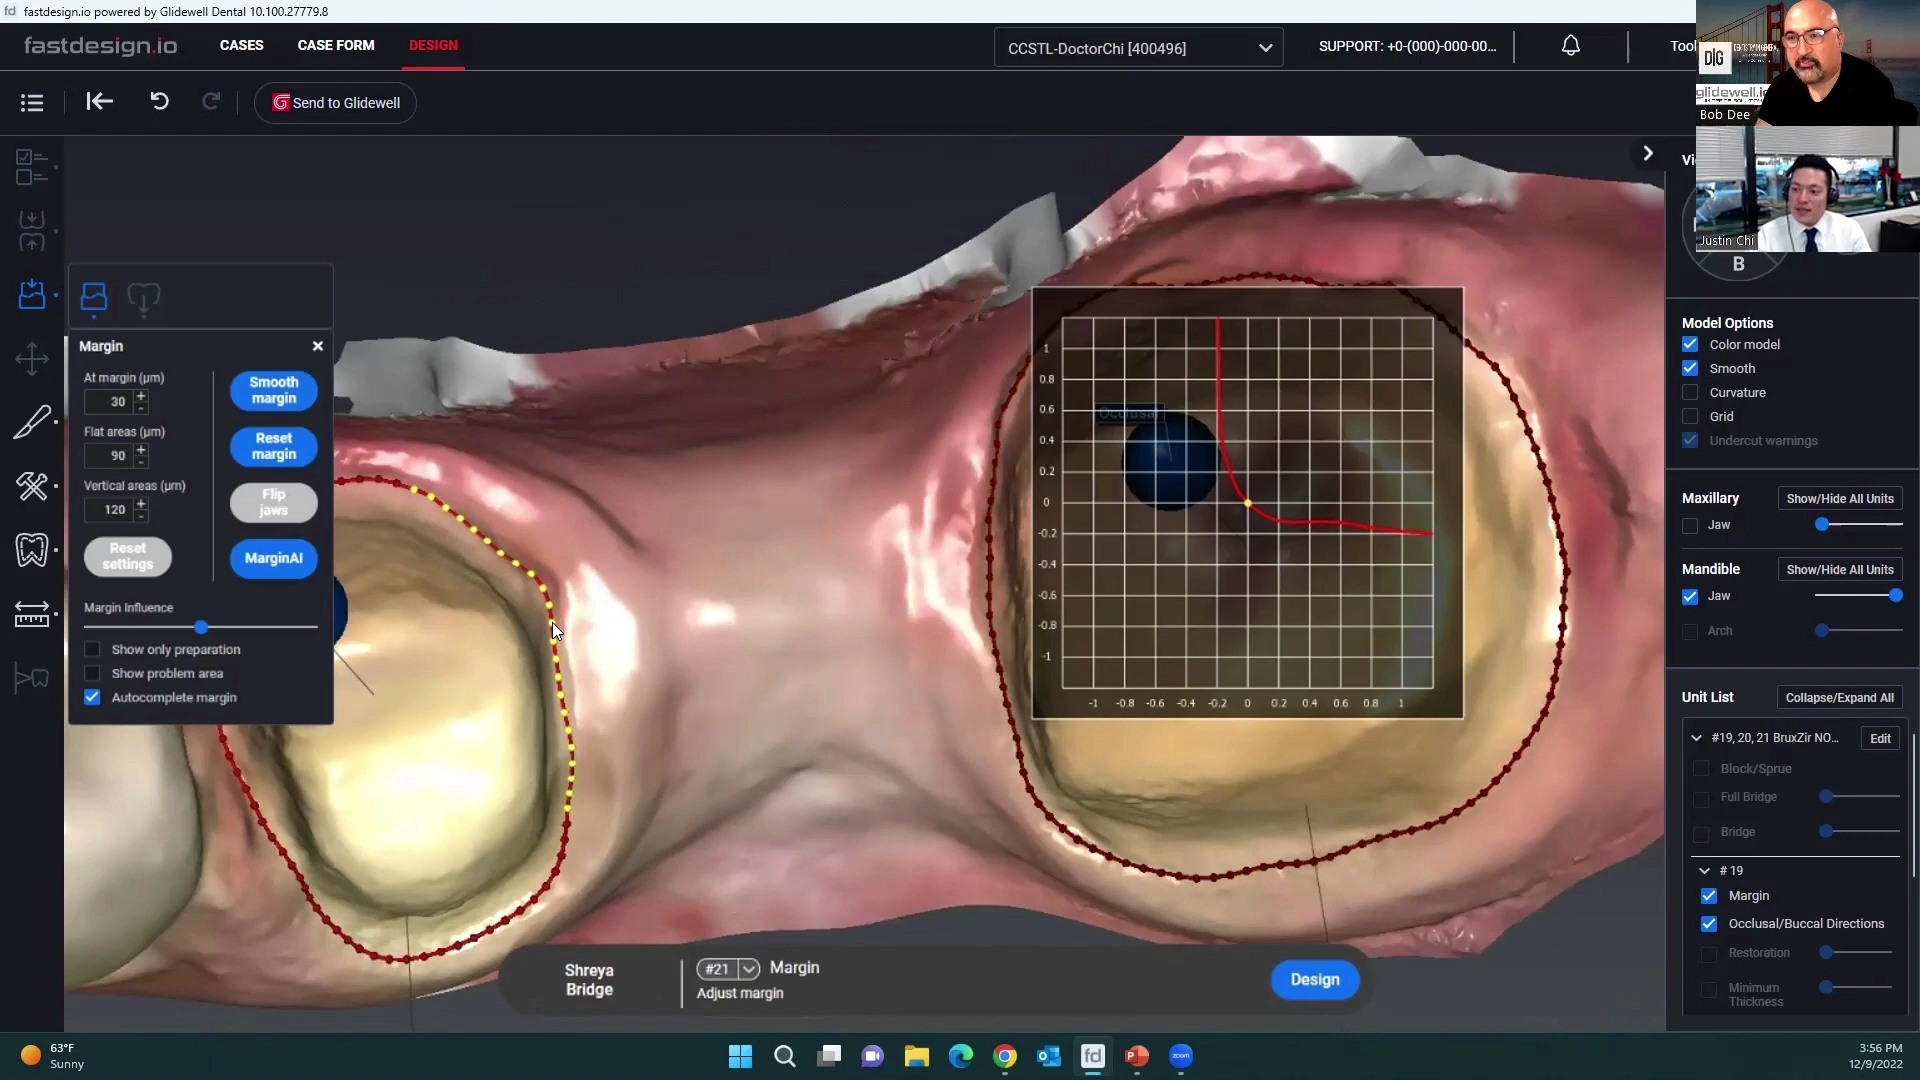 fd fastdesign.io powered by Glidewell Dental 10.100.27779.8
fastdesign.io
CASES
CASE FORM
DESIGN
CCSTL-DoctorChi [400496]
SUPPORT: +0-(000)-000-00...
Send to Glidewell
D|G
glidewell.io
Bob Dee
Justin Chi
B
Margin
At margin (µm)
30
+
-
Flat areas (µm)
90
+
-
Vertical areas (µm)
120
+
-
Reset settings
Smooth margin
Reset margin
Flip jaws
MarginAI
Margin Influence
Show only preparation
Show problem area
Autocomplete margin
Occlusal
1
0.8
0.6
0.4
0.2
0
-0.2
-0.4
-0.6
-0.8
-1
-1 -0.8 -0.6 -0.4 -0.2 0 0.2 0.4 0.6 0.8 1
Model Options
Color model
Smooth
Curvature
Grid
Undercut warnings
Maxillary
Show/Hide All Units
Jaw
Mandible
Show/Hide All Units
Jaw
Arch
Unit List
Collapse/Expand All
#19, 20, 21 BruxZir NO...
Edit
Block/Sprue
Full Bridge
Bridge
# 19
Margin
Occlusal/Buccal Directions
Restoration
Minimum
Thickness
Shreya
Bridge
#21
Margin
Adjust margin
Design
63°F
Sunny
fd
zoom
3:56 PM
12/9/2022